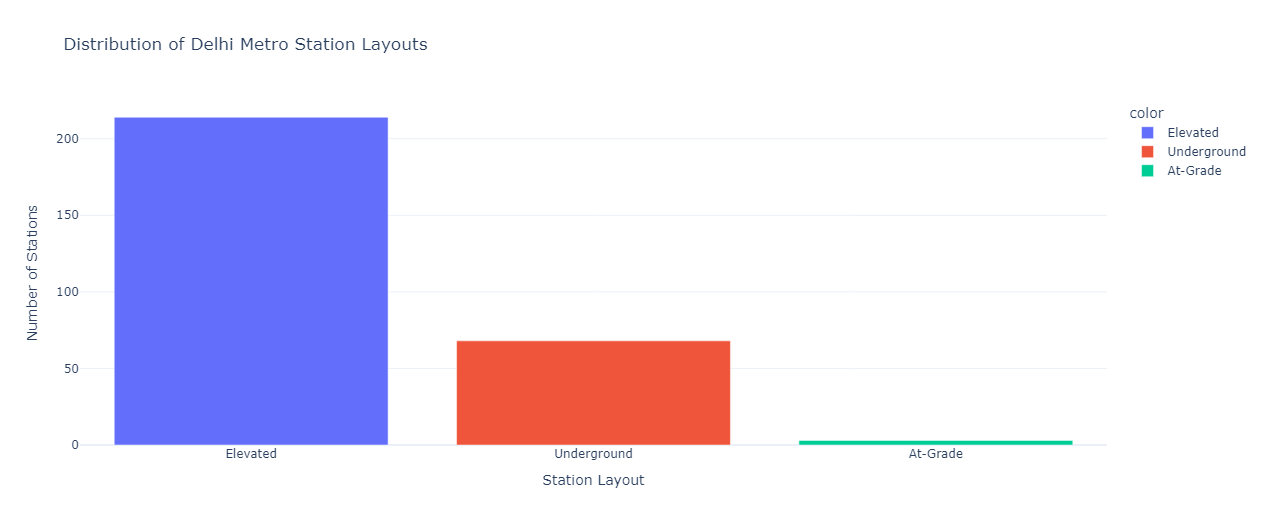 Distribution of Delhi Metro Station Layouts
color
Elevated
Underground
At-Grade
Number of Stations
200
150
100
50
0
Elevated Underground At-Grade
Station Layout